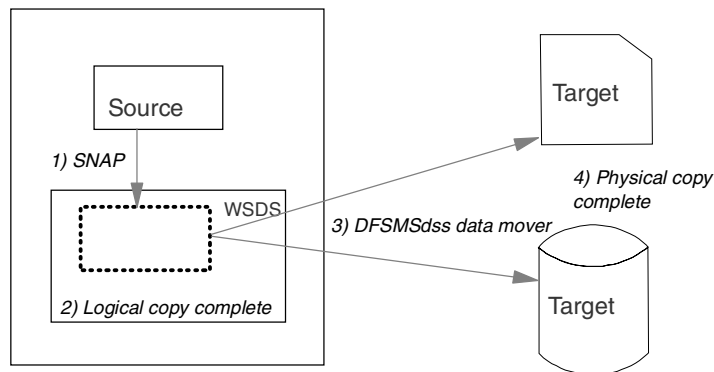 Source
Target
1) SNAP
WSDS
4) Physical copy
complete
3) DFSMSdss data mover
2) Logical copy complete
Target